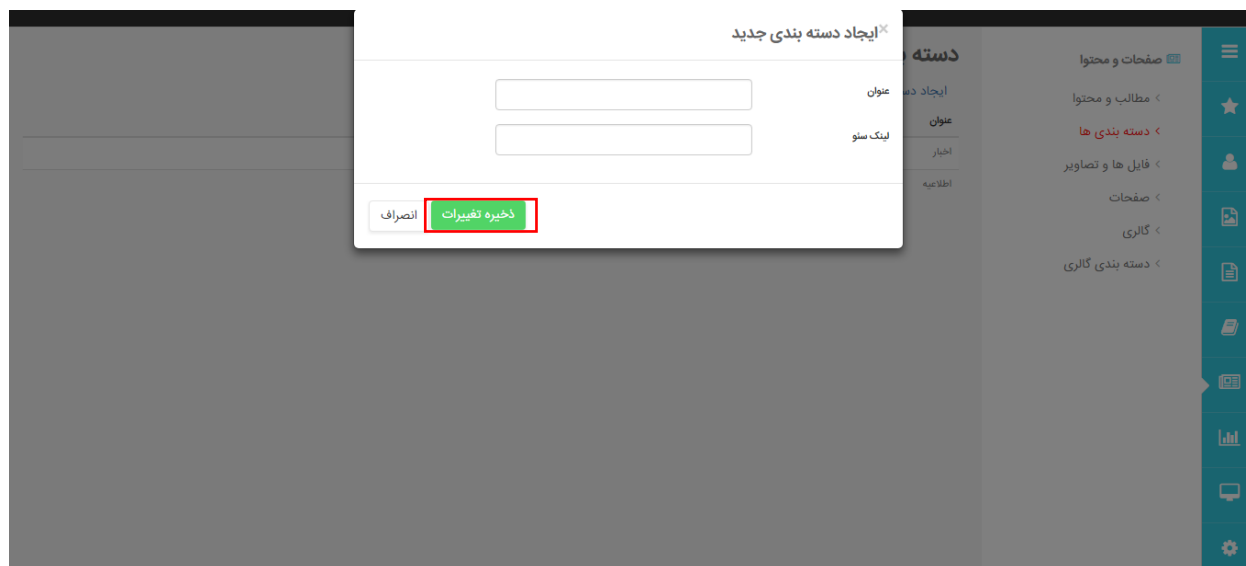 ×ایجاد دسته بندی جدید
عنوان
لینک سئو
ذخیره تغییرات
انصراف
صفحات و محتوا
مطالب و محتوا
دسته بندی ها
فایل ها و تصاویر
صفحات
گالری
دسته بندی گالری
دسته
ایجاد
عنوان
اخبار
اطلاعیه